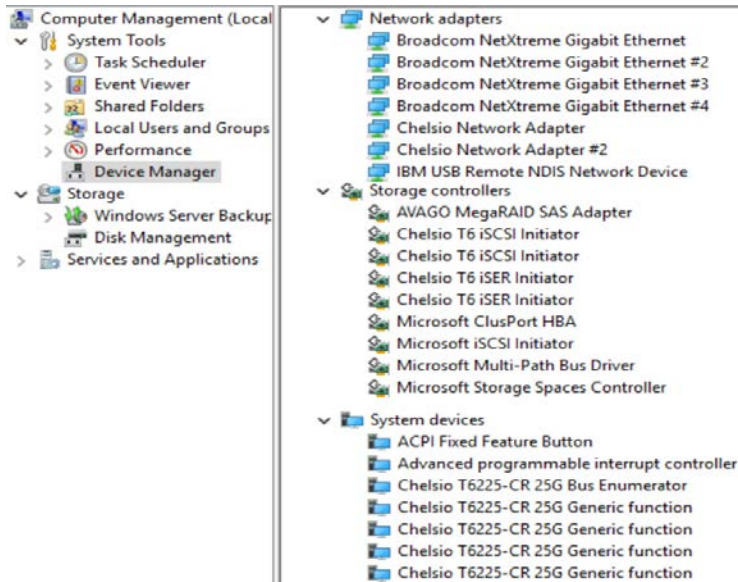 Computer Management (Local
System Tools
Task Scheduler
Event Viewer
Shared Folders
Local Users and Groups
Performance
Device Manager
Storage
Windows Server Backup
Disk Management
Services and Applications
Network adapters
Broadcom NetXtreme Gigabit Ethernet
Broadcom NetXtreme Gigabit Ethernet #2
Broadcom NetXtreme Gigabit Ethernet #3
Broadcom NetXtreme Gigabit Ethernet #4
Chelsio Network Adapter
Chelsio Network Adapter #2
IBM USB Remote NDIS Network Device
Storage controllers
AVAGO MegaRAID SAS Adapter
Chelsio T6 iSCSI Initiator
Chelsio T6 iSCSI Initiator
Chelsio T6 iSER Initiator
Chelsio T6 iSER Initiator
Microsoft ClusPort HBA
Microsoft iSCSI Initiator
Microsoft Multi-Path Bus Driver
Microsoft Storage Spaces Controller
System devices
ACPI Fixed Feature Button
Advanced programmable interrupt controller
Chelsio T6225-CR 25G Bus Enumerator
Chelsio T6225-CR 25G Generic function
Chelsio T6225-CR 25G Generic function
Chelsio T6225-CR 25G Generic function
Chelsio T6225-CR 25G Generic function